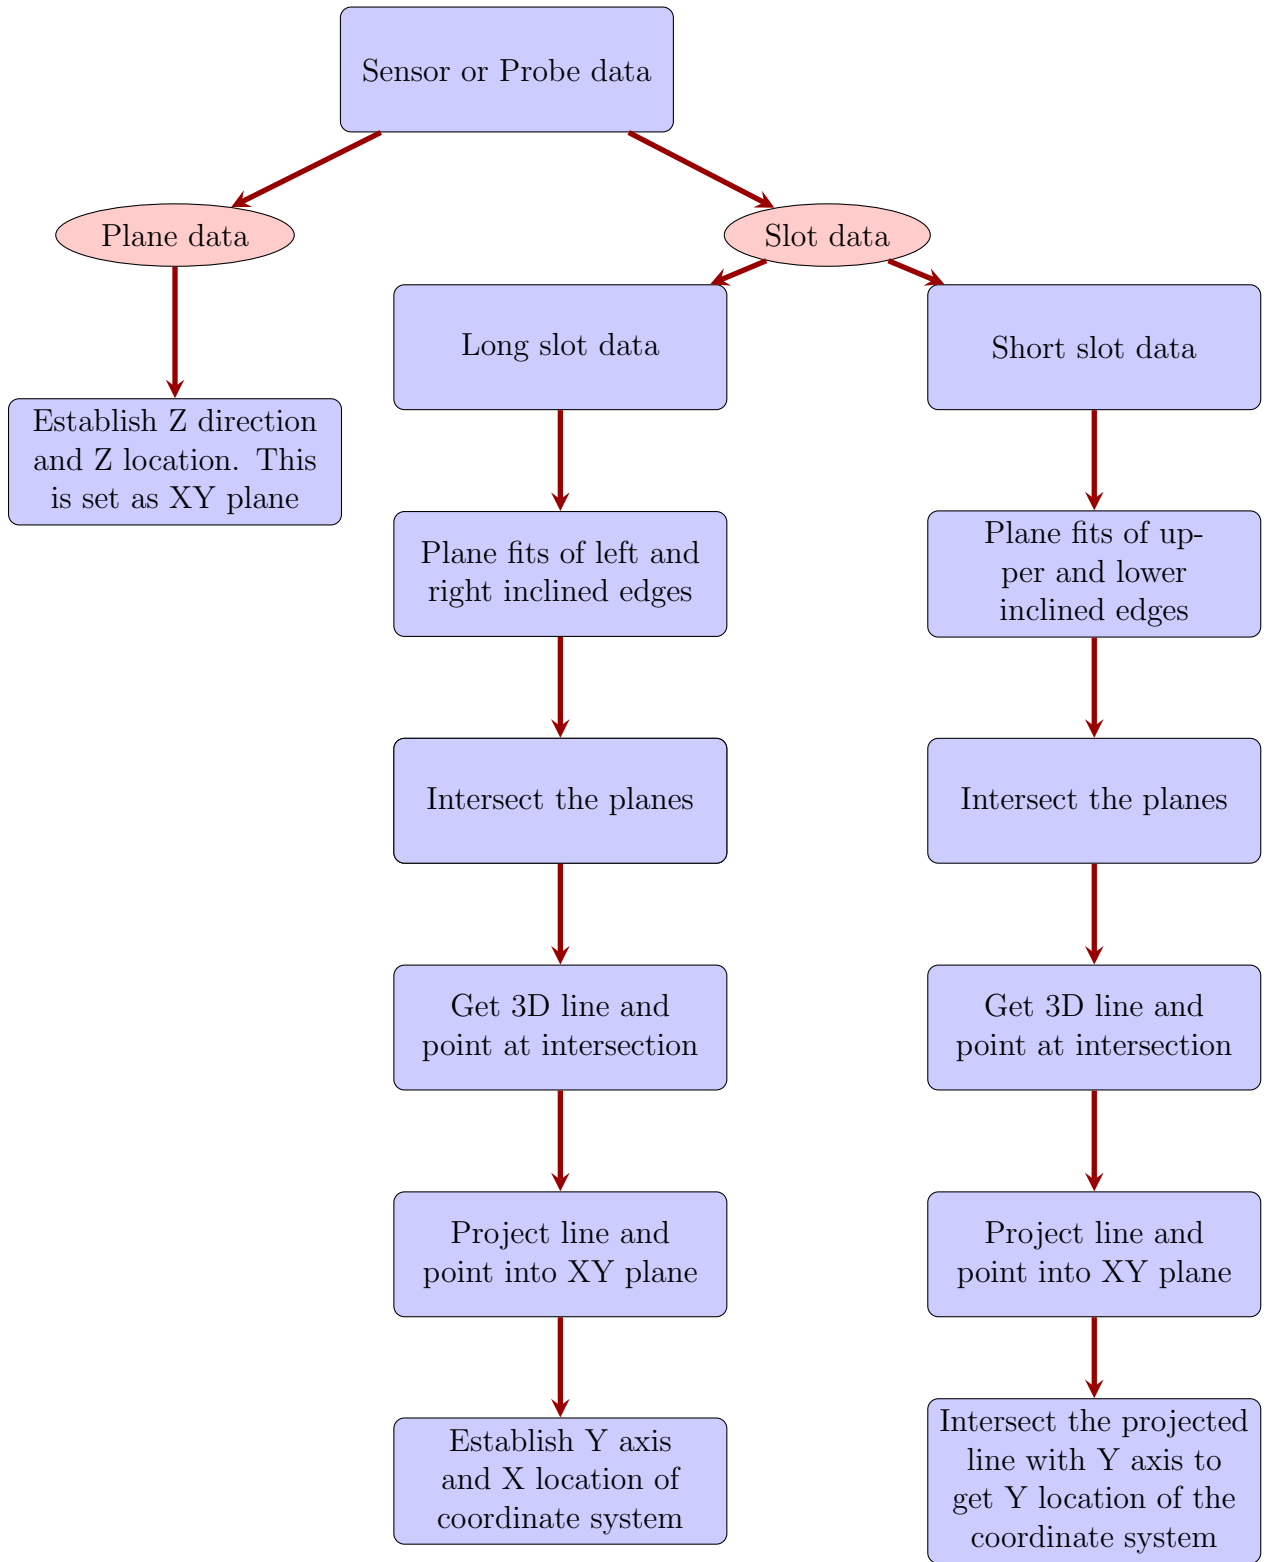 Sensor or Probe data
Plane data
Slot data
Long slot data
Short slot data
Establish Z direction
and Z location. This
is set as XY plane
Plane fits of left and
right inclined edges
Plane fits of up-
per and lower
inclined edges
Intersect the planes
Intersect the planes
Get 3D line and
point at intersection
Get 3D line and
point at intersection
Project line and
point into XY plane
Project line and
point into XY plane
Establish Y axis
and X location of
coordinate system
Intersect the projected
line with Y axis to
get Y location of the
coordinate system